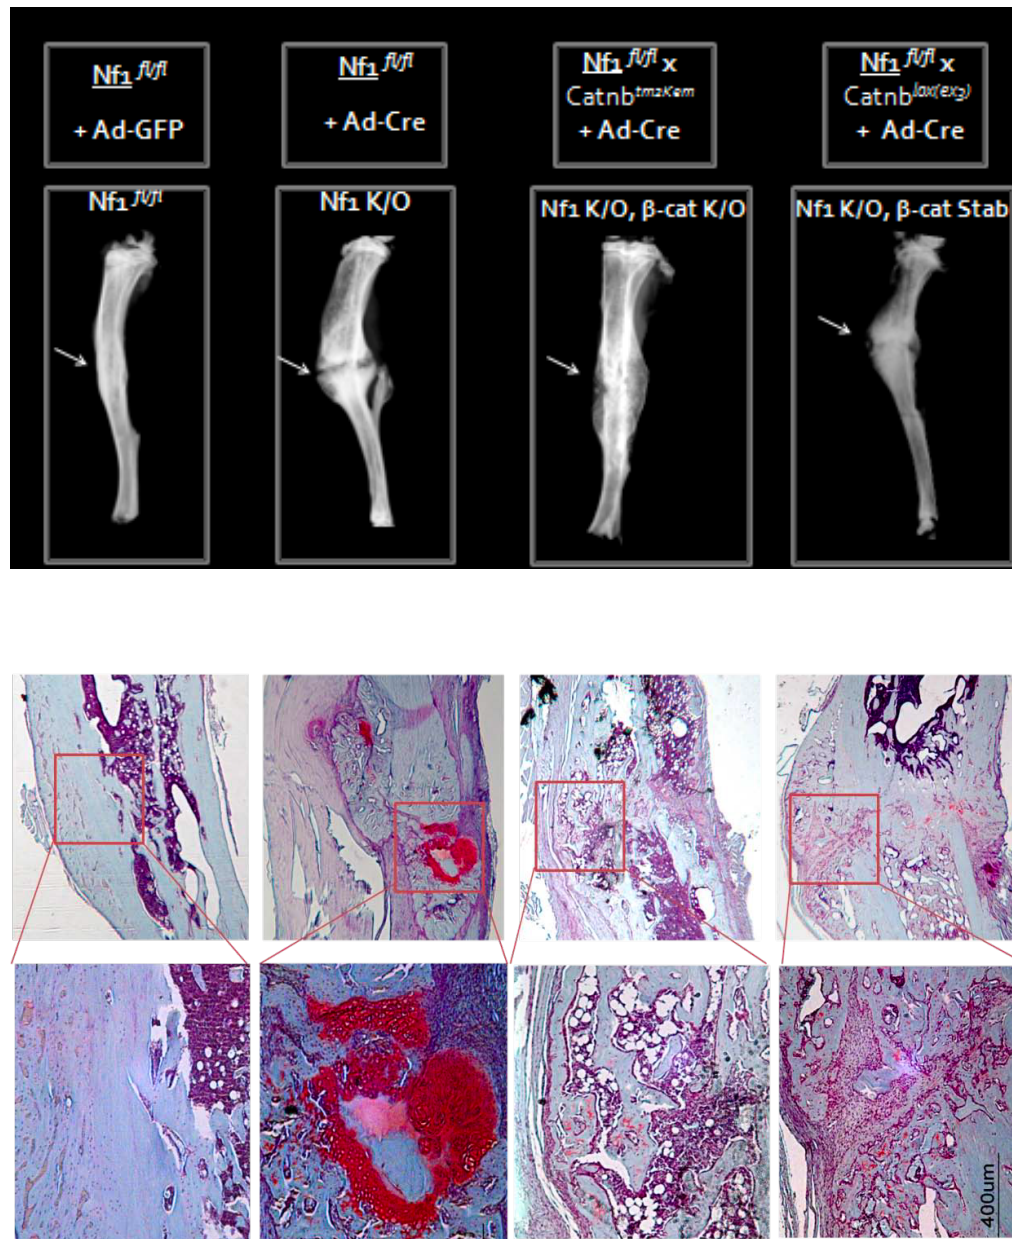 Nf1 fl/fl
+ Ad-GFP
Nf1 fl/fl
+ Ad-Cre
Nf1 fl/fl x
Catnb tm2Kem
+ Ad-Cre
Nf1 fl/fl x
Catnb lox(ex3)
+ Ad-Cre
Nf1 fl/fl
Nf1 K/O
Nf1 K/O, β-cat K/O
Nf1 K/O, β-cat Stab
400um